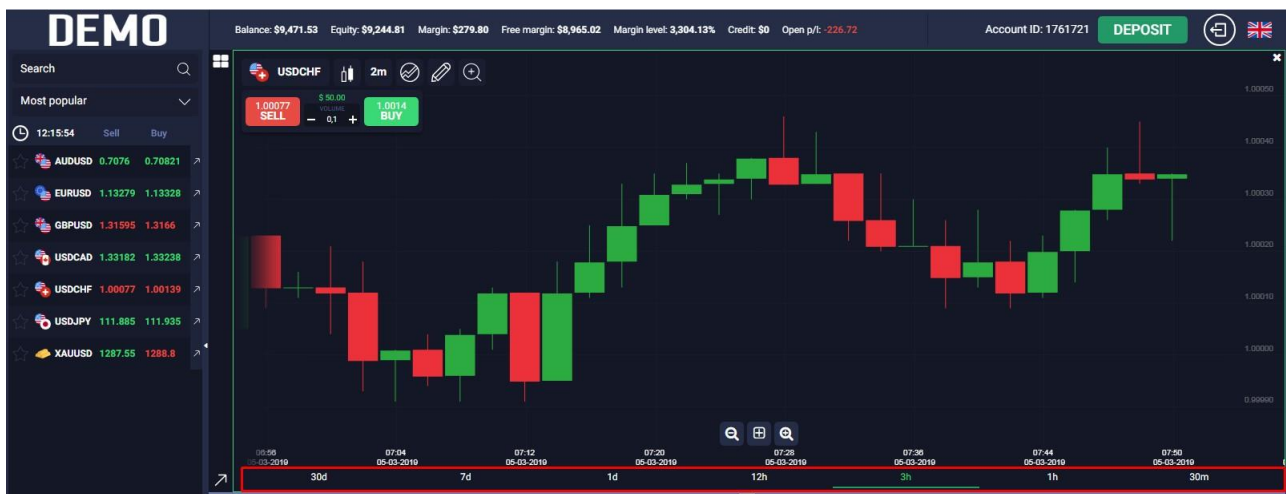 DEMO
Balance: $9,471.53 Equity: $9,244.81 Margin: $279.80 Free margin: $8,965.02 Margin level: 3,304.13% Credit: $0 Open p/l: -226.72 Account ID: 1761721 DEPOSIT
Search
Most popular
12:15:54 Sell Buy
AUDUSD 0.7076 0.70821
EURUSD 1.13279 1.13328
GBPUSD 1.31595 1.3166
USDCAD 1.33182 1.33238
USDCHF 1.00077 1.00139
USDJPY 111.885 111.935
XAUUSD 1287.55 1288.8
USDCHF 2m
$ 50.00
1.00077 VOLUME 1.0014
SELL − 0,1 + BUY
1.00050
1.00040
1.00030
1.00020
1.00010
1.00000
0.99990
06:56 07:04 07:12 07:20 07:28 07:36 07:44 07:50
05-03-2019 05-03-2019 05-03-2019 05-03-2019 05-03-2019 05-03-2019 05-03-2019 05-03-2019
30d 7d 1d 12h 3h 1h 30m